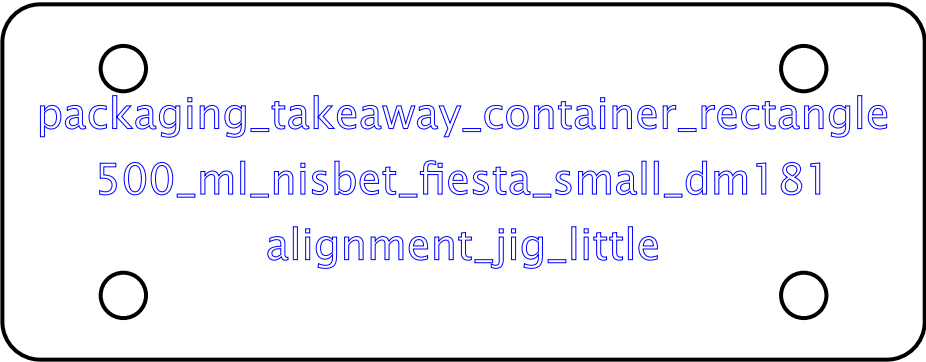 packaging_takeaway_container_rectangle
500_ml_nisbet_fiesta_small_dm181
alignment_jig_little